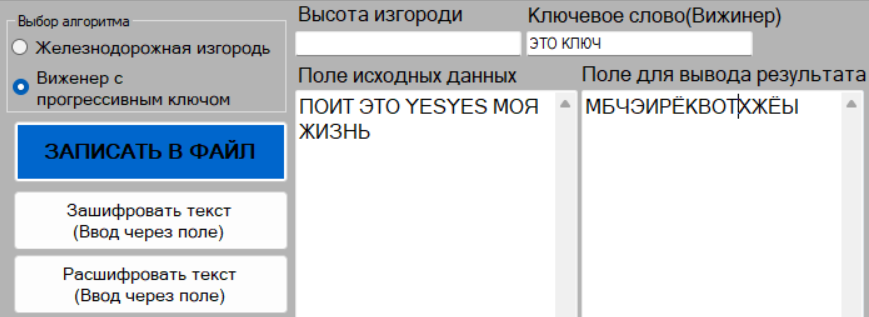 Выбор алгоритма
Железнодорожная изгородь
Виженер с
прогрессивным ключом
ЗАПИСАТЬ В ФАЙЛ
Зашифровать текст
(Ввод через поле)
Расшифровать текст
(Ввод через поле)
Высота изгороди
Ключевое слово(Вижинер)
ЭТО КЛЮЧ
Поле исходных данных
ПОИТ ЭТО YESYES МОЯ
ЖИЗНЬ
Поле для вывода результата
МБЧЭИРЁКВОТХЖЁЫ